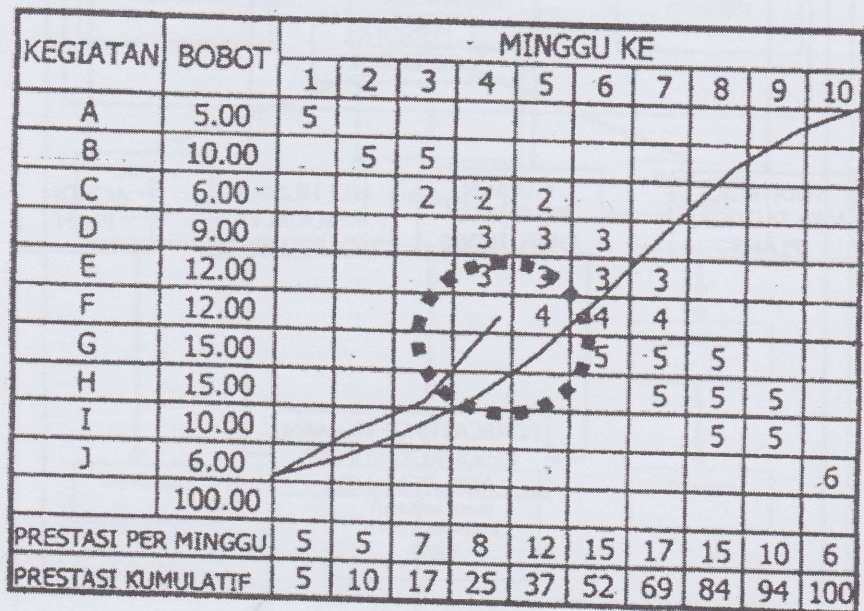 KEGIATAN BOBOT MINGGU KE
1 2 3 4 5 6 7 8 9 10
A 5.00 5
B 10.00 5 5
C 6.00 2 2 2
D 9.00 3 3 3
E 12.00 3 3 3 3
F 12.00 4 4 4
G 15.00 5 5 5
H 15.00 5 5 5
I 10.00 5 5
J 6.00 6
100.00
PRESTASI PER MINGGU 5 5 7 8 12 15 17 15 10 6
PRESTASI KUMULATIF 5 10 17 25 37 52 69 84 94 100